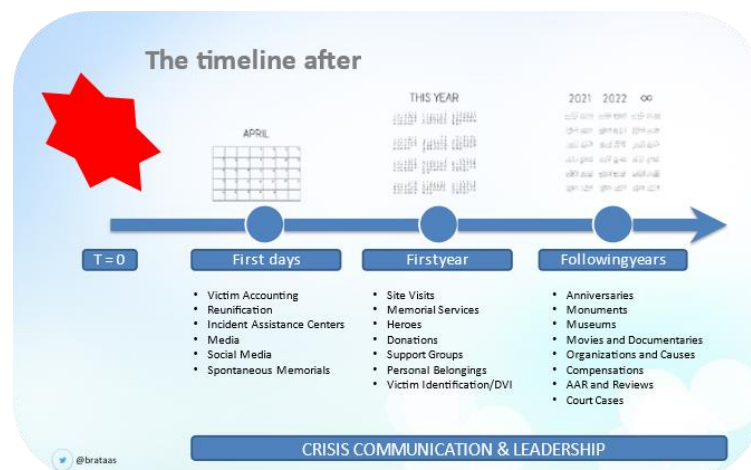 The timeline after
THIS YEAR
2021 2022 ∞
APRIL
T = 0
First days
Firstyear
Followingyears
• Victim Accounting
• Reunification
• Incident Assistance Centers
• Media
• Social Media
• Spontaneous Memorials
• Site Visits
• Memorial Services
• Heroes
• Donations
• Support Groups
• Personal Belongings
• Victim Identification/DVI
• Anniversaries
• Monuments
• Museums
• Movies and Documentaries
• Organizations and Causes
• Compensations
• AAR and Reviews
• Court Cases
CRISIS COMMUNICATION & LEADERSHIP
@brataas